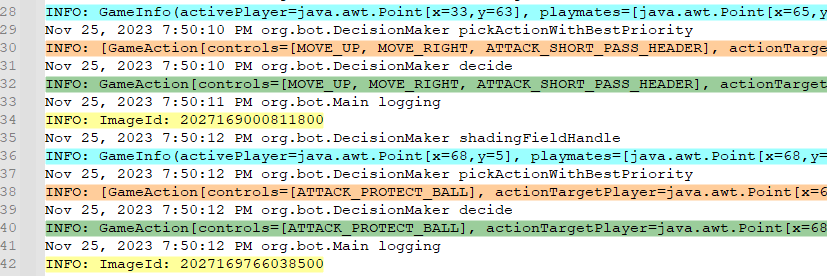 28 INFO: GameInfo(activePlayer=java.awt.Point[x=33,y=63], playmates=[java.awt.Point[x=65,y
29 Nov 25, 2023 7:50:10 PM org.bot.DecisionMaker pickActionWithBestPriority
30 INFO: [GameAction[controls=[MOVE_UP, MOVE_RIGHT, ATTACK_SHORT_PASS_HEADER], actionTarge
31 Nov 25, 2023 7:50:10 PM org.bot.DecisionMaker decide
32 INFO: GameAction[controls=[MOVE_UP, MOVE_RIGHT, ATTACK_SHORT_PASS_HEADER], actionTarget
33 Nov 25, 2023 7:50:11 PM org.bot.Main logging
34 INFO: ImageId: 2027169000811800
35 Nov 25, 2023 7:50:12 PM org.bot.DecisionMaker shadingFieldHandle
36 INFO: GameInfo(activePlayer=java.awt.Point[x=68,y=5], playmates=[java.awt.Point[x=68,y=
37 Nov 25, 2023 7:50:12 PM org.bot.DecisionMaker pickActionWithBestPriority
38 INFO: [GameAction[controls=[ATTACK_PROTECT_BALL], actionTargetPlayer=java.awt.Point[x=6
39 Nov 25, 2023 7:50:12 PM org.bot.DecisionMaker decide
40 INFO: GameAction[controls=[ATTACK_PROTECT_BALL], actionTargetPlayer=java.awt.Point[x=68
41 Nov 25, 2023 7:50:12 PM org.bot.Main logging
42 INFO: ImageId: 2027169766038500